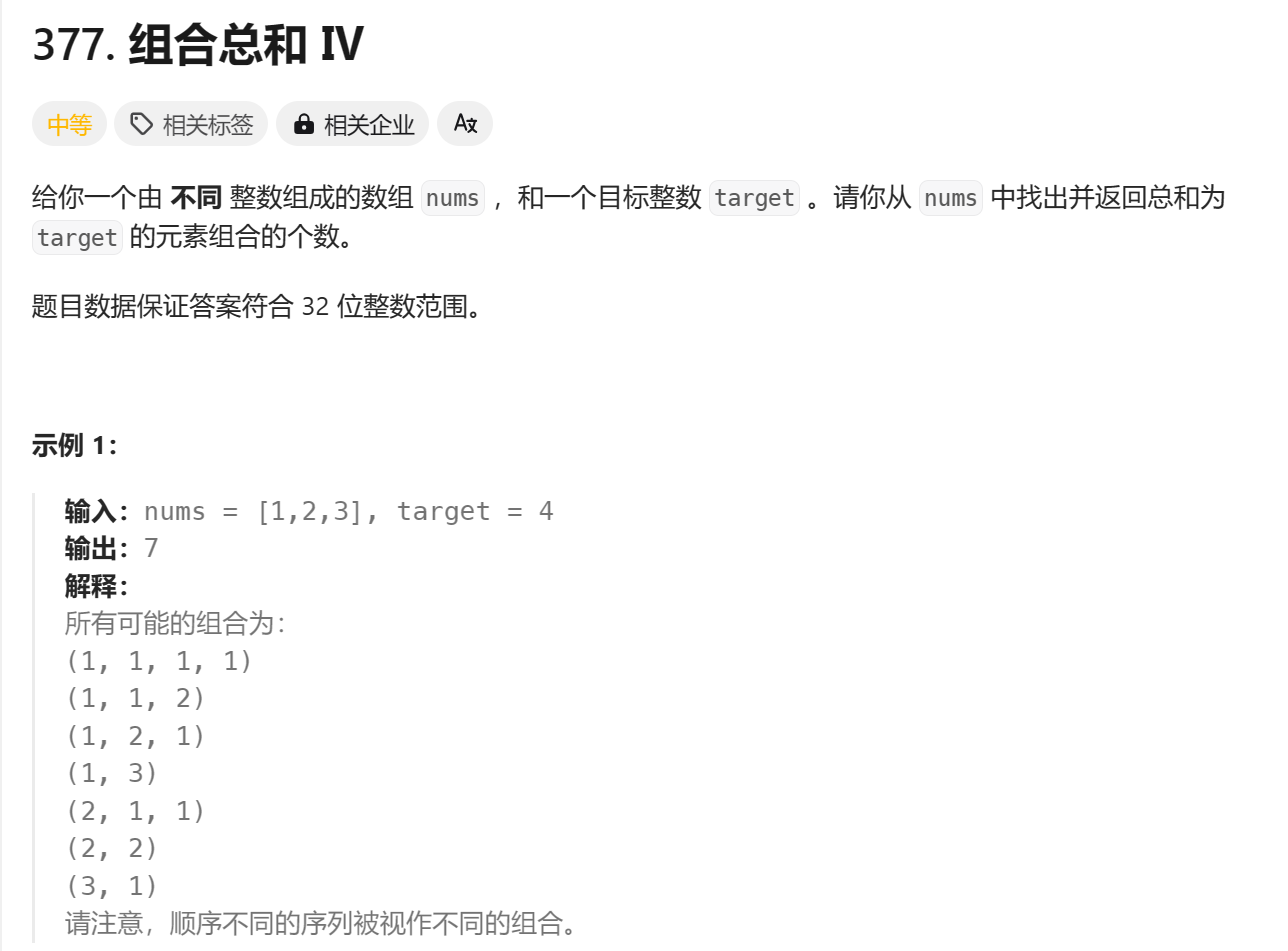 377. 组合总和 IV
中等 相关标签 相关企业
给你一个由 不同 整数组成的数组 nums ，和一个目标整数 target 。请你从 nums 中找出并返回总和为
target 的元素组合的个数。
题目数据保证答案符合 32 位整数范围。
示例 1：
输入：nums = [1,2,3], target = 4
输出：7
解释：
所有可能的组合为：
(1, 1, 1, 1)
(1, 1, 2)
(1, 2, 1)
(1, 3)
(2, 1, 1)
(2, 2)
(3, 1)
请注意，顺序不同的序列被视作不同的组合。